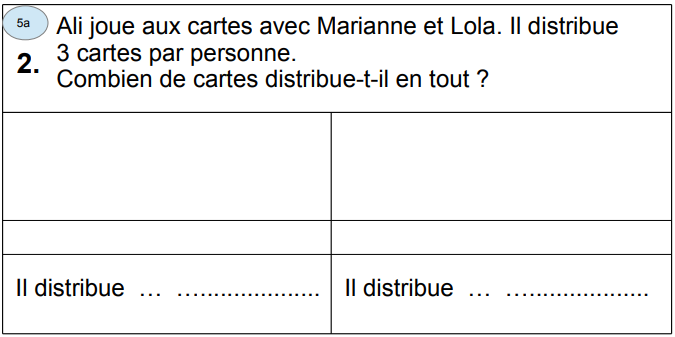 5a
Ali joue aux cartes avec Marianne et Lola. Il distribue
2. 3 cartes par personne.
Combien de cartes distribue-t-il en tout ?
Il distribue … …..................
Il distribue … …..................